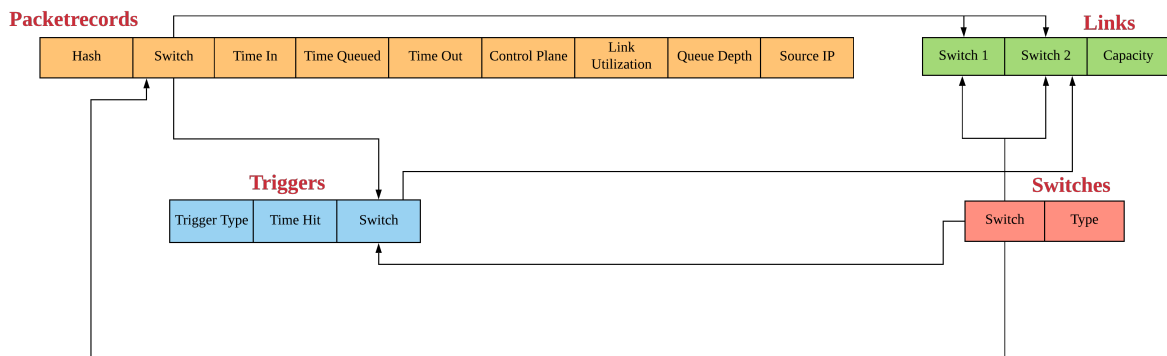 Packetrecords
Links
Hash
Switch
Time In
Time Queued
Time Out
Control Plane
Link
Utilization
Queue Depth
Source IP
Switch 1
Switch 2
Capacity
Triggers
Switches
Trigger Type
Time Hit
Switch
Switch
Type